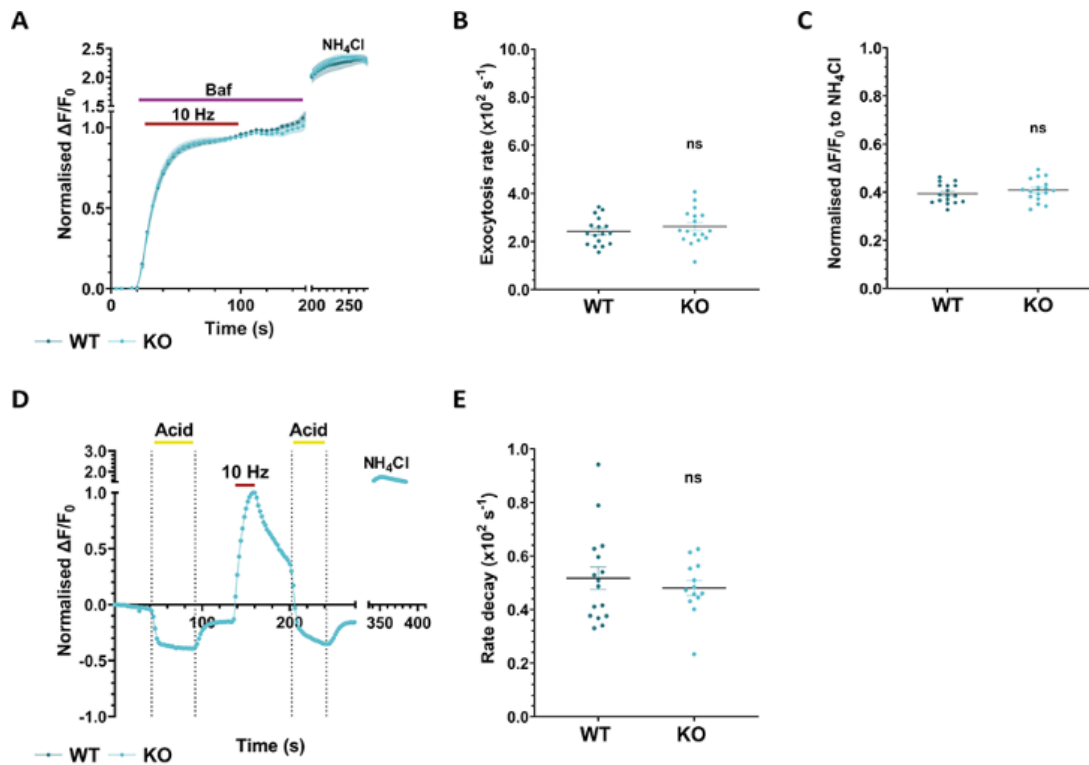 A
Normalised ΔF/F0
2.5
2.0
1.5
1.0
0.5
0.0
NH4Cl
Baf
10 Hz
0
100
200
200
250
Time (s)
WT
KO
B
Exocytosis rate (x10² s⁻¹)
10.0
8.0
6.0
4.0
2.0
0.0
ns
WT
KO
C
Normalised ΔF/F0 to NH4Cl
1.0
0.8
0.6
0.4
0.2
0.0
ns
WT
KO
D
Normalised ΔF/F0
3.0
2.0
1.0
1.0
0.5
0.0
-0.5
-1.0
Acid
10 Hz
Acid
NH4Cl
100
200
350
400
Time (s)
WT
KO
E
Rate decay (x10² s⁻¹)
1.0
0.8
0.6
0.4
0.2
0.0
ns
WT
KO